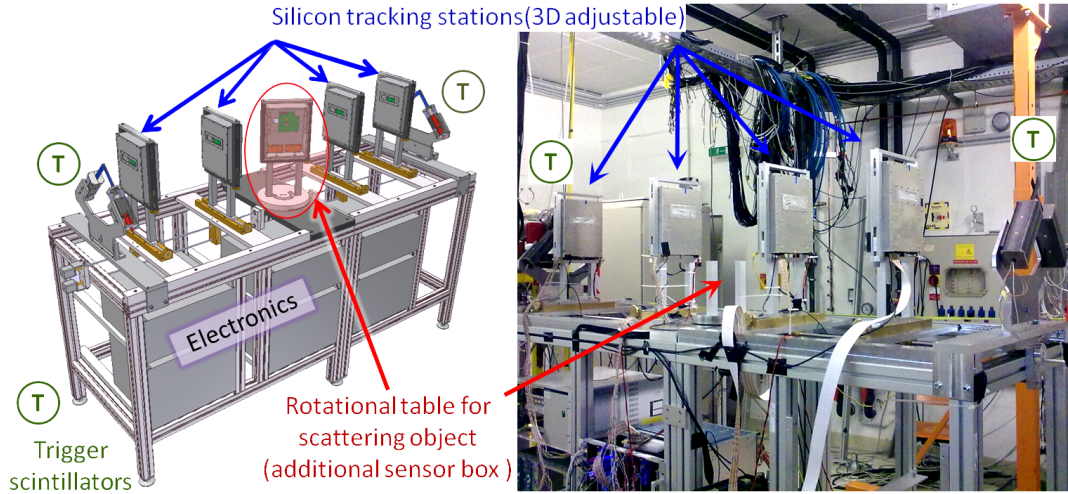 Silicon tracking stations(3D adjustable)
T
T
T
T
Electronics
T
Trigger
scintillators
Rotational table for
scattering object
(additional sensor box )